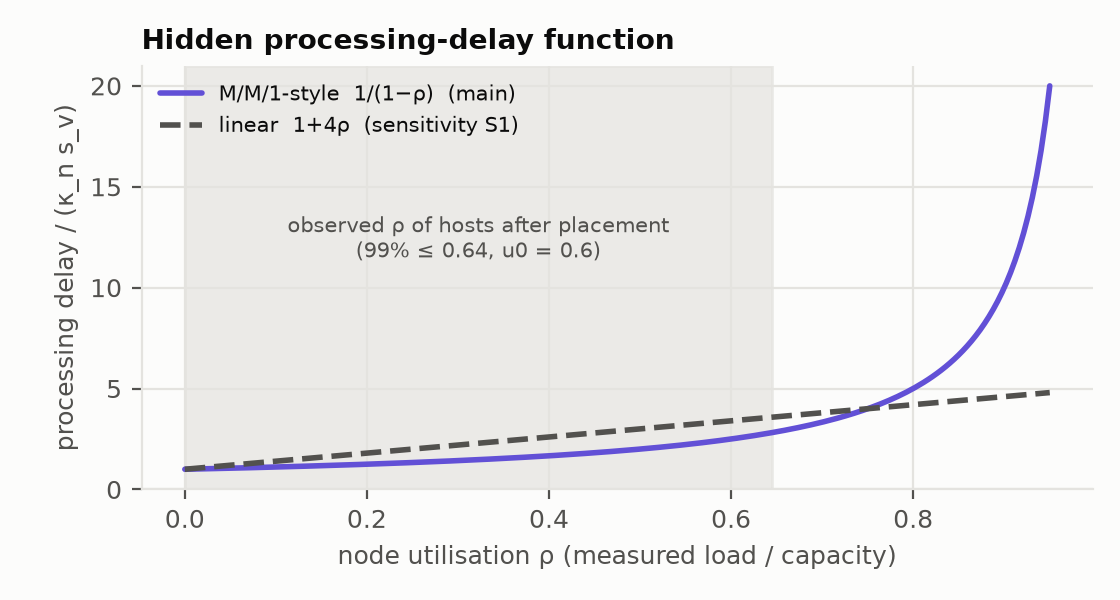 Hidden processing-delay function
M/M/1-style 1/(1−ρ) (main)
linear 1+4ρ (sensitivity S1)
observed ρ of hosts after placement
(99% ≤ 0.64, u0 = 0.6)
processing delay / (κ_n s_v)
20
15
10
5
0
0.0 0.2 0.4 0.6 0.8
node utilisation ρ (measured load / capacity)